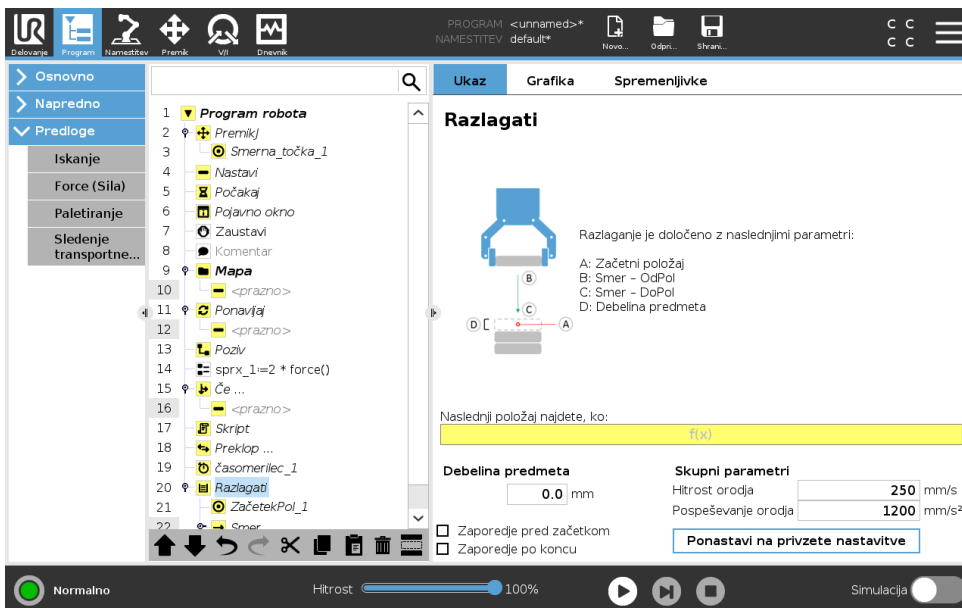 PROGRAM <unnamed>*
NAMESTITEV default*
C C
C C
Delovanje Program Namestitev Premik V/I Dnevnik Novo... Odpri... Shrani...
Osnovno
Napredno
Predloge
Iskanje
Force (Sila)
Paletiranje
Sledenje
transportne...
1 Program robota
2 PremikJ
3 Smerna_točka_1
4 Nastavi
5 Počakaj
6 Pojavno okno
7 Zaustavi
8 Komentar
9 Mapa
10 <prazno>
11 Ponavljaj
12 <prazno>
13 Poziv
14 sprx_1:=2 * force()
15 Če ...
16 <prazno>
17 Skript
18 Preklop ...
19 časomerilec_1
20 Razlagati
21 ZačetekPol_1
22 Smer
Ukaz Grafika Spremenljivke
Razlagati
B
C
D
A
Razlaganje je določeno z naslednjimi parametri:
A: Začetni položaj
B: Smer – OdPol
C: Smer – DoPol
D: Debelina predmeta
Naslednji položaj najdete, ko:
f(x)
Debelina predmeta
0.0 mm
Zaporedje pred začetkom
Zaporedje po koncu
Skupni parametri
Hitrost orodja 250 mm/s
Pospeševanje orodja 1200 mm/s²
Ponastavi na privzete nastavitve
Normalno
Hitrost 100%
Simulacija